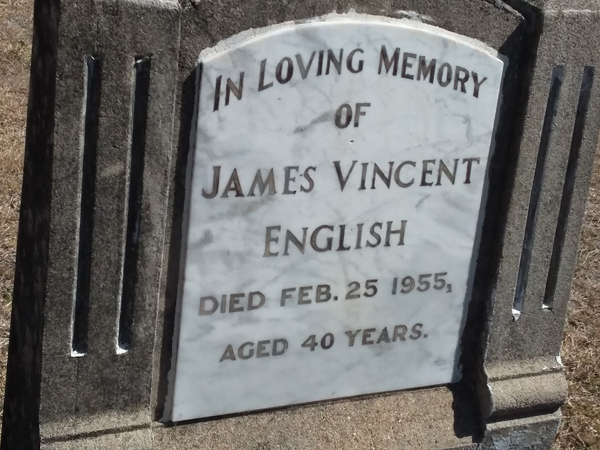 IN LOVING MEMORY,
OF
JAMES VINCENT
ENGLISH
DIED FEB. 25 1955,
AGED 40 YEARS.